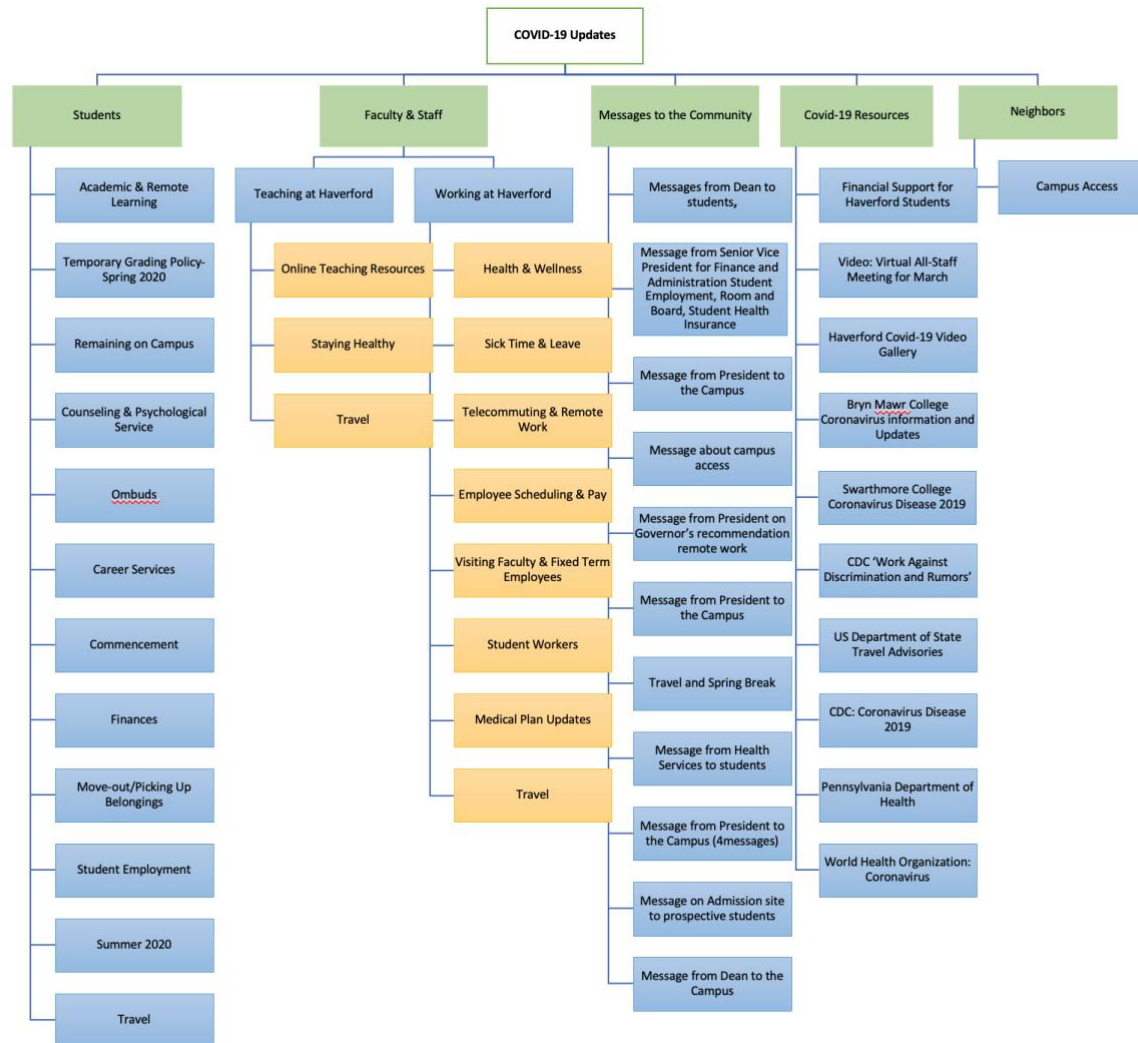 COVID-19 Updates
Students
Faculty & Staff
Messages to the Community
Covid-19 Resources
Neighbors
Academic & Remote
Learning
Temporary Grading Policy-
Spring 2020
Remaining on Campus
Counseling & Psychological
Service
Ombuds
Career Services
Commencement
Finances
Move-out/Picking Up
Belongings
Student Employment
Summer 2020
Travel
Teaching at Haverford
Online Teaching Resources
Staying Healthy
Travel
Working at Haverford
Health & Wellness
Sick Time & Leave
Telecommuting & Remote
Work
Employee Scheduling & Pay
Visiting Faculty & Fixed Term
Employees
Student Workers
Medical Plan Updates
Travel
Messages from Dean to
students,
Message from Senior Vice
President for Finance and
Administration Student
Employment, Room and
Board, Student Health
Insurance
Message from President to
the Campus
Message about campus
access
Message from President on
Governor’s recommendation
remote work
Message from President to
the Campus
Travel and Spring Break
Message from Health
Services to students
Message from President to
the Campus (4messages)
Message on Admission site
to prospective students
Message from Dean to the
Campus
Financial Support for
Haverford Students
Video: Virtual All-Staff
Meeting for March
Haverford Covid-19 Video
Gallery
Bryn Mawr College
Coronavirus information and
Updates
Swarthmore College
Coronavirus Disease 2019
CDC ‘Work Against
Discrimination and Rumors’
US Department of State
Travel Advisories
CDC: Coronavirus Disease
2019
Pennsylvania Department of
Health
World Health Organization:
Coronavirus
Campus Access